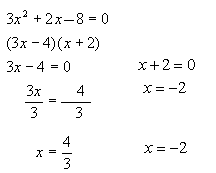 3x² + 2x – 8 = 0
(3x – 4)(x + 2)
3x – 4 = 0    x + 2 = 0
3x/3 = 4/3    x = –2
x = 4/3    x = –2